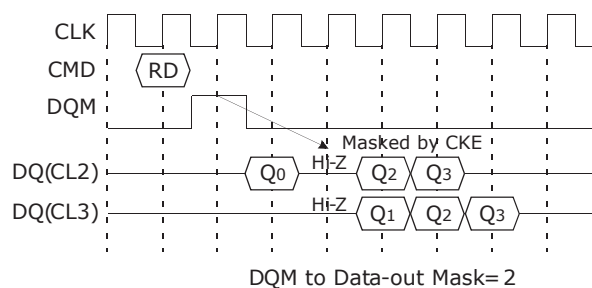 CLK
CMD RD
DQM
Masked by CKE
DQ(CL2) Q0 Hi-Z Q2 Q3
DQ(CL3) Hi-Z Q1 Q2 Q3
DQM to Data-out Mask= 2